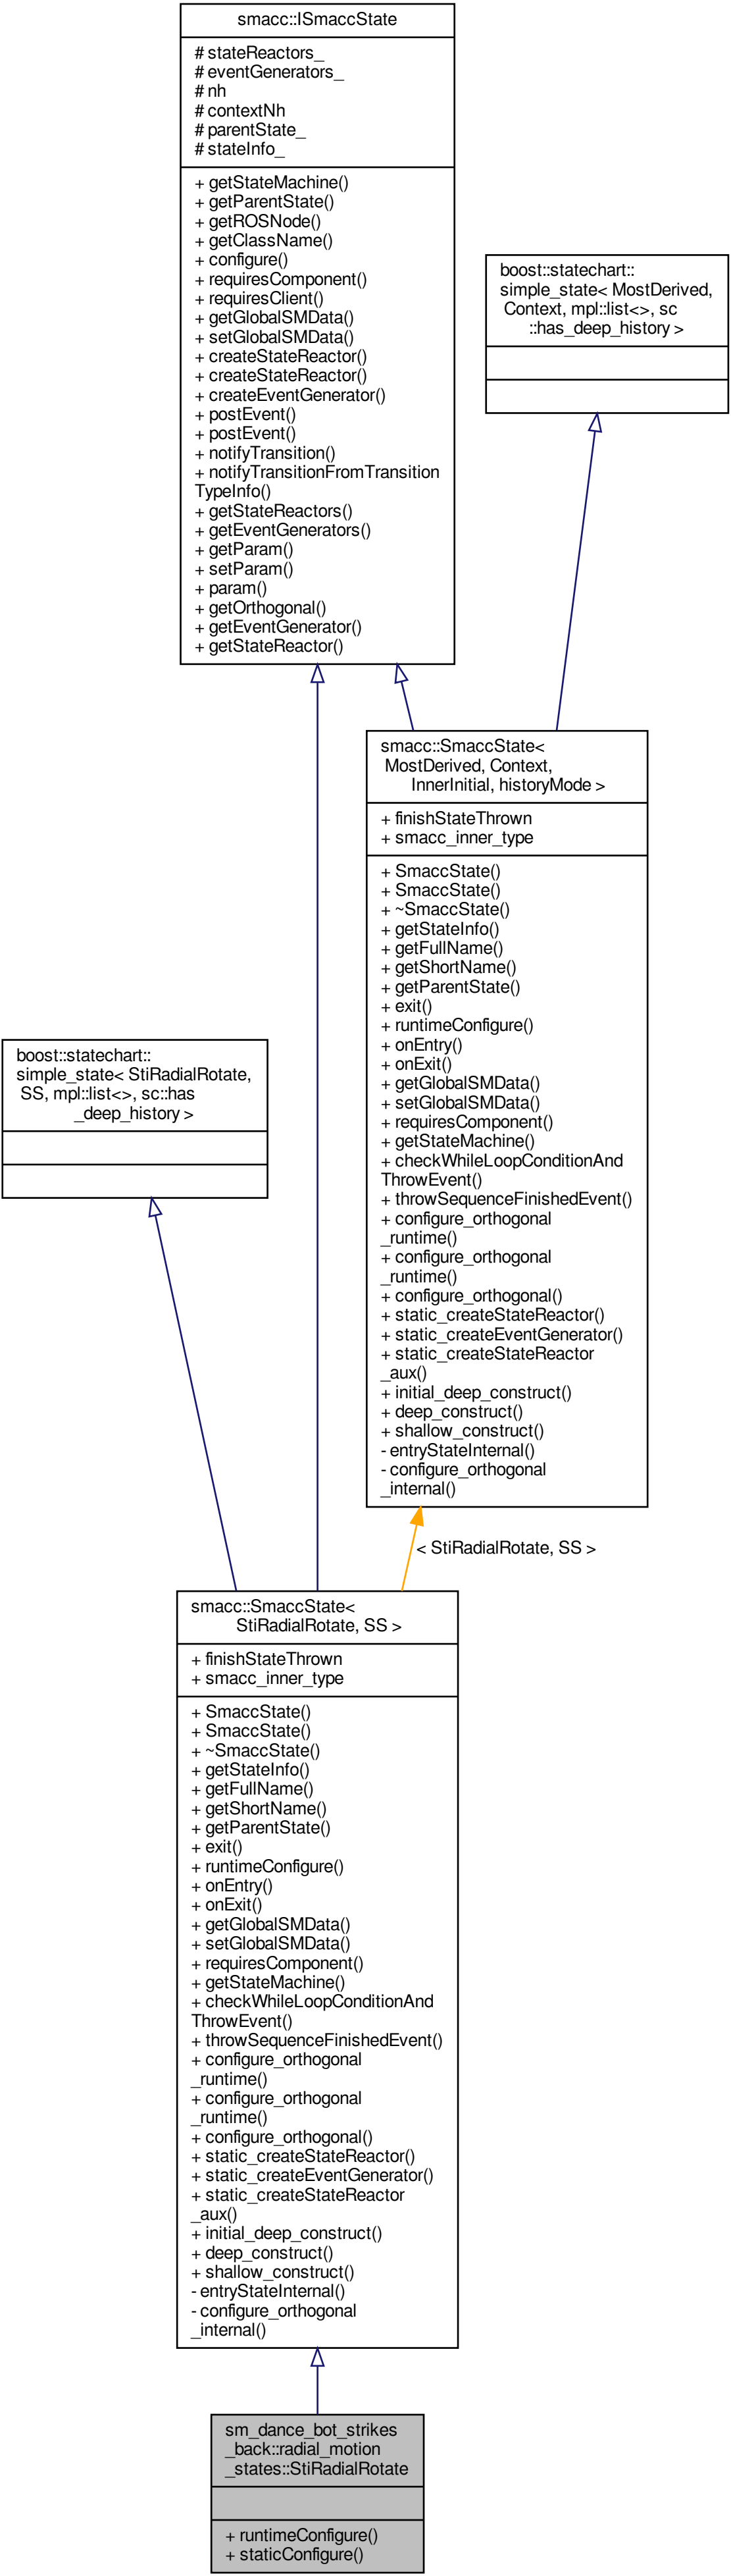 smacc::ISmaccState
# stateReactors_
# eventGenerators_
# nh
# contextNh
# parentState_
# stateInfo_
+ getStateMachine()
+ getParentState()
+ getROSNode()
+ getClassName()
+ configure()
+ requiresComponent()
+ requiresClient()
+ getGlobalSMData()
+ setGlobalSMData()
+ createStateReactor()
+ createStateReactor()
+ createEventGenerator()
+ postEvent()
+ postEvent()
+ notifyTransition()
+ notifyTransitionFromTransition
TypeInfo()
+ getStateReactors()
+ getEventGenerators()
+ getParam()
+ setParam()
+ param()
+ getOrthogonal()
+ getEventGenerator()
+ getStateReactor()
boost::statechart::
simple_state< MostDerived,
Context, mpl::list<>, sc
::has_deep_history >
smacc::SmaccState<
MostDerived, Context,
InnerInitial, historyMode >
+ finishStateThrown
+ smacc_inner_type
+ SmaccState()
+ SmaccState()
+ ~SmaccState()
+ getStateInfo()
+ getFullName()
+ getShortName()
+ getParentState()
+ exit()
+ runtimeConfigure()
+ onEntry()
+ onExit()
+ getGlobalSMData()
+ setGlobalSMData()
+ requiresComponent()
+ getStateMachine()
+ checkWhileLoopConditionAnd
ThrowEvent()
+ throwSequenceFinishedEvent()
+ configure_orthogonal
_runtime()
+ configure_orthogonal
_runtime()
+ configure_orthogonal()
+ static_createStateReactor()
+ static_createEventGenerator()
+ static_createStateReactor
_aux()
+ initial_deep_construct()
+ deep_construct()
+ shallow_construct()
- entryStateInternal()
- configure_orthogonal
_internal()
boost::statechart::
simple_state< StiRadialRotate,
SS, mpl::list<>, sc::has
_deep_history >
< StiRadialRotate, SS >
smacc::SmaccState<
StiRadialRotate, SS >
+ finishStateThrown
+ smacc_inner_type
+ SmaccState()
+ SmaccState()
+ ~SmaccState()
+ getStateInfo()
+ getFullName()
+ getShortName()
+ getParentState()
+ exit()
+ runtimeConfigure()
+ onEntry()
+ onExit()
+ getGlobalSMData()
+ setGlobalSMData()
+ requiresComponent()
+ getStateMachine()
+ checkWhileLoopConditionAnd
ThrowEvent()
+ throwSequenceFinishedEvent()
+ configure_orthogonal
_runtime()
+ configure_orthogonal
_runtime()
+ configure_orthogonal()
+ static_createStateReactor()
+ static_createEventGenerator()
+ static_createStateReactor
_aux()
+ initial_deep_construct()
+ deep_construct()
+ shallow_construct()
- entryStateInternal()
- configure_orthogonal
_internal()
sm_dance_bot_strikes
_back::radial_motion
_states::StiRadialRotate
+ runtimeConfigure()
+ staticConfigure()